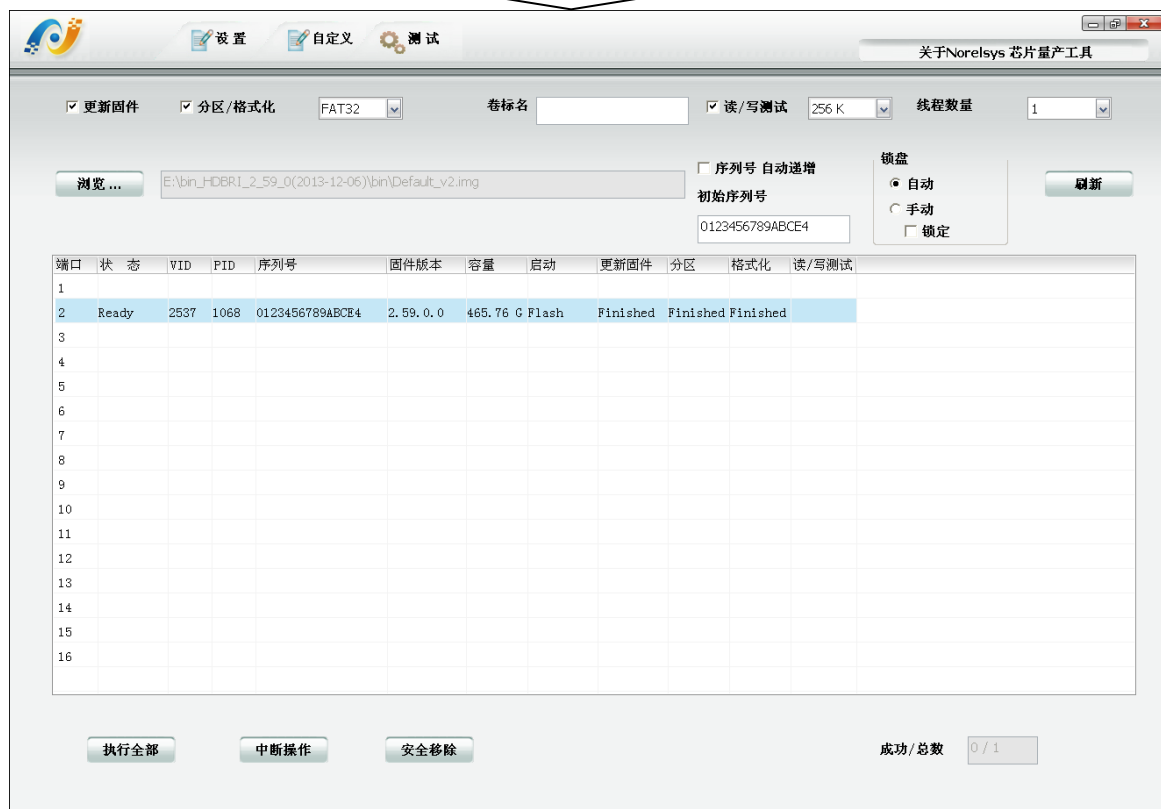 设 置 自定义 测 试
关于Norelsys 芯片量产工具
更新固件 分区/格式化 FAT32 卷标名 读/写测试 256 K 线程数量 1
浏览 ... E:\bin_HDBRI_2_59_0(2013-12-06)\bin\Default_v2.img
序列号 自动递增
初始序列号
0123456789ABCE4
锁盘
自动
手动
锁定
刷新
端口 状 态 VID PID 序列号 固件版本 容量 启动 更新固件 分区 格式化 读/写测试
1
2 Ready 2537 1068 0123456789ABCE4 2.59.0.0 465.76 G Flash Finished Finished Finished
3
4
5
6
7
8
9
10
11
12
13
14
15
16
执行全部 中断操作 安全移除 成功/总数 0 / 1